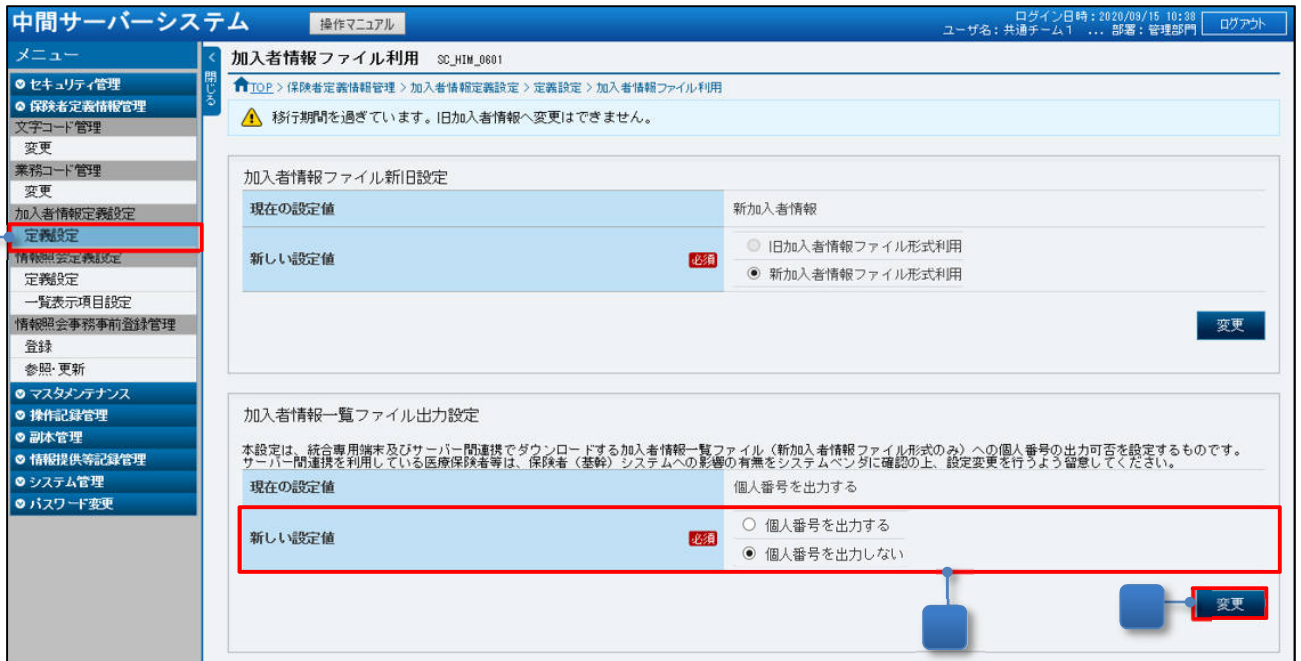 中間サーバーシステム
操作マニュアル
ログイン日時：2020/09/15 10:38
ユーザ名：共通チーム1 ... 部署：管理部門
ログアウト
メニュー
セキュリティ管理
保険者定義情報管理
文字コード管理
変更
業務コード管理
変更
加入者情報定義設定
定義設定
情報照会定義設定
定義設定
一覧表示項目設定
情報照会事務事前登録管理
登録
参照・更新
マスタメンテナンス
操作記録管理
副本管理
情報提供等記録管理
システム管理
パスワード変更
< 閉じる
加入者情報ファイル利用 SC_HIM_0601
TOP > 保険者定義情報管理 > 加入者情報定義設定 > 定義設定 > 加入者情報ファイル利用
移行期間を過ぎています。旧加入者情報へ変更はできません。
加入者情報ファイル新旧設定
現在の設定値 新加入者情報
新しい設定値 必須
旧加入者情報ファイル形式利用
新加入者情報ファイル形式利用
変更
加入者情報一覧ファイル出力設定
本設定は、統合専用端末及びサーバー間連携でダウンロードする加入者情報一覧ファイル（新加入者情報ファイル形式のみ）への個人番号の出力可否を設定するものです。
サーバー間連携を利用している医療保険者等は、保険者（基幹）システムへの影響の有無をシステムベンダに確認の上、設定変更を行うよう留意してください。
現在の設定値 個人番号を出力する
新しい設定値 必須
個人番号を出力する
個人番号を出力しない
変更